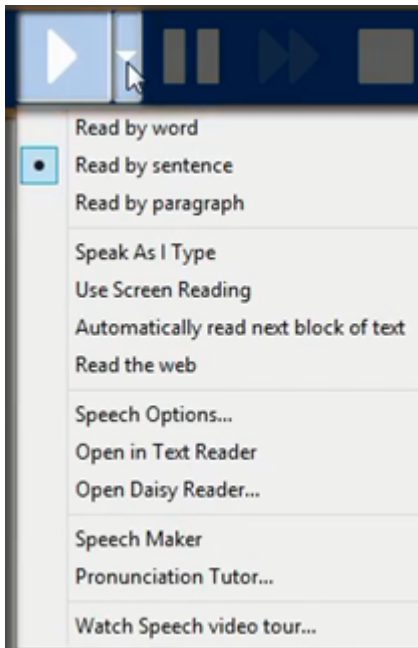 Read by word
Read by sentence
Read by paragraph
Speak As I Type
Use Screen Reading
Automatically read next block of text
Read the web
Speech Options...
Open in Text Reader
Open Daisy Reader...
Speech Maker
Pronunciation Tutor...
Watch Speech video tour...